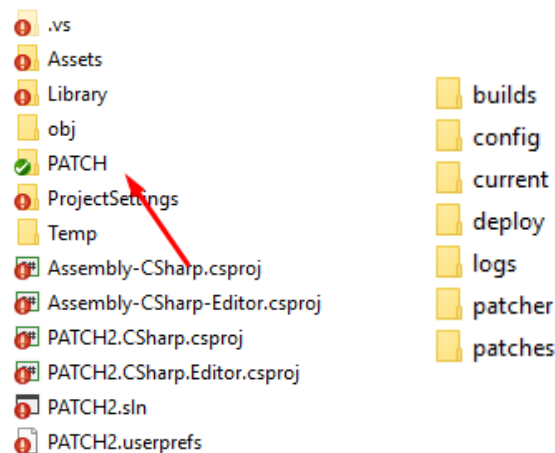 .vs
Assets
Library
obj
PATCH
ProjectSettings
Temp
Assembly-CSharp.csproj
Assembly-CSharp-Editor.csproj
PATCH2.CSharp.csproj
PATCH2.CSharp.Editor.csproj
PATCH2.sln
PATCH2.userprefs
builds
config
current
deploy
logs
patcher
patches